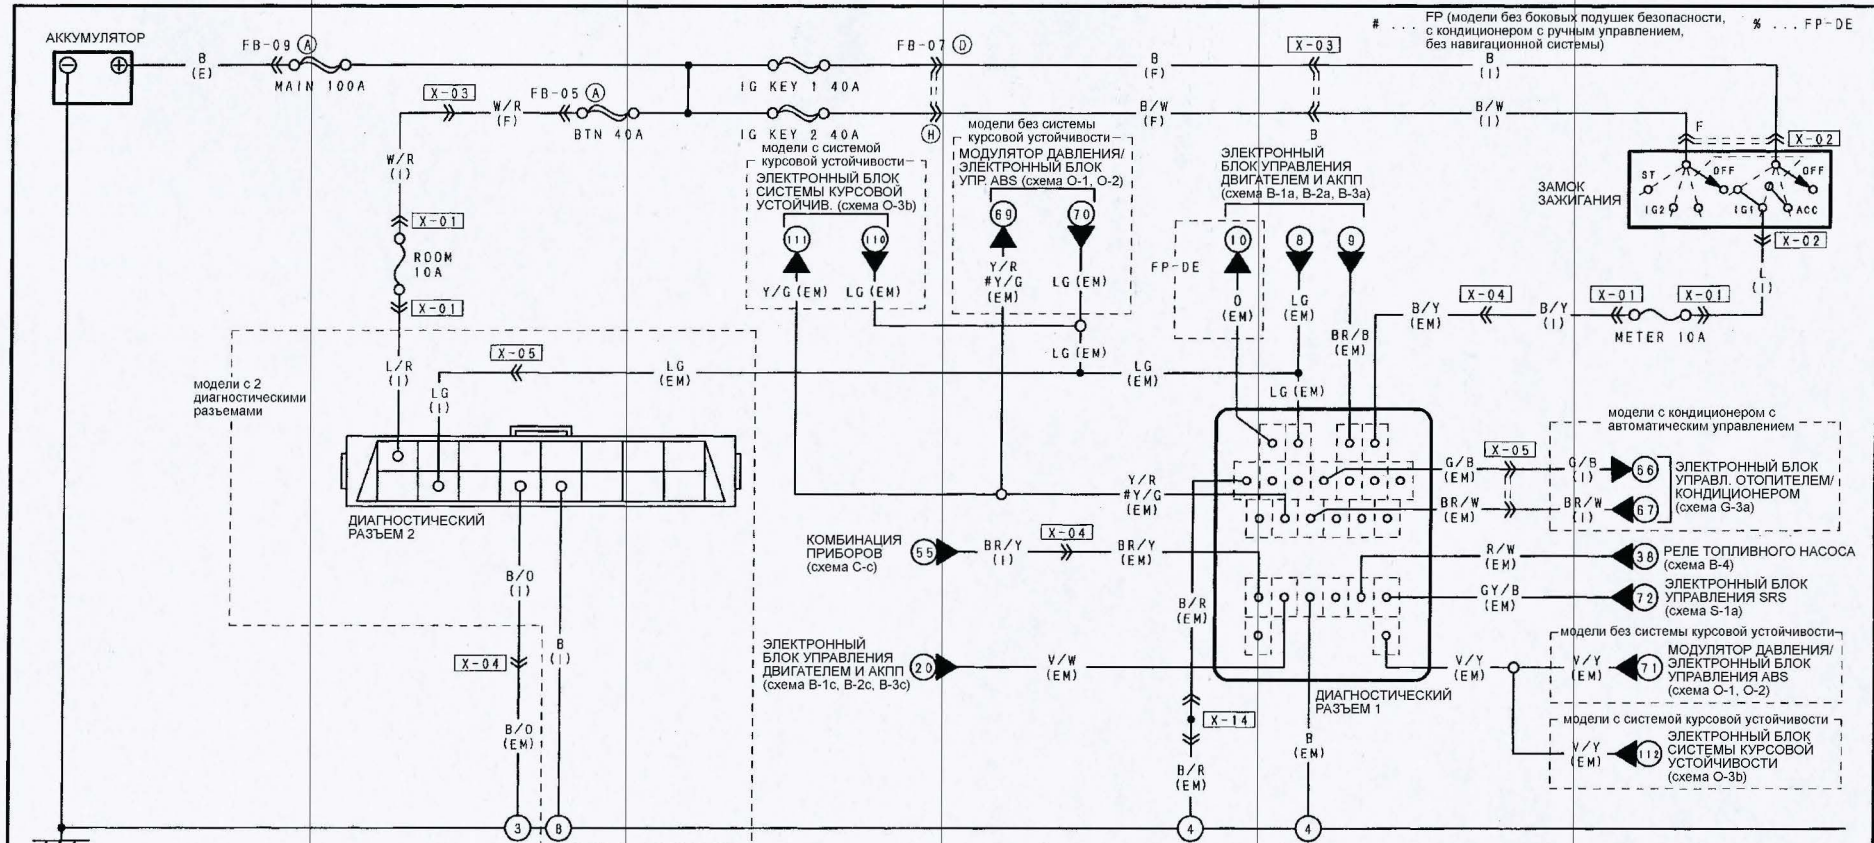 # ... FP (модели без боковых подушек безопасности,
с кондиционером с ручным управлением,
без навигационной системы)
% ... FP-DE
АККУМУЛЯТОР
B
(E)
FB-09 (A)
MAIN 100A
FB-07 (D)
IG KEY 1 40A
B
(F)
X-03
B
(I)
X-03
W/R
(F)
FB-05 (A)
BTN 40A
IG KEY 2 40A
(H)
B/W
(F)
B
B/W
(I)
F
X-02
W/R
(I)
X-01
ROOM
10A
X-01
модели с системой
курсовой устойчивости
ЭЛЕКТРОННЫЙ БЛОК
СИСТЕМЫ КУРСОВОЙ
УСТОЙЧИВ. (схема O-3b)
111
110
Y/G (EM)
LG (EM)
модели без системы
курсовой устойчивости
МОДУЛЯТОР ДАВЛЕНИЯ/
ЭЛЕКТРОННЫЙ БЛОК
УПР. ABS (схема O-1, O-2)
69
70
Y/R
#Y/G
(EM)
LG (EM)
LG (EM)
ЭЛЕКТРОННЫЙ
БЛОК УПРАВЛЕНИЯ
ДВИГАТЕЛЕМ И АКПП
(схема B-1a, B-2a, B-3a)
10
8
9
FP-DE
O
(EM)
LG
(EM)
BR/B
(EM)
ЗАМОК
ЗАЖИГАНИЯ
ST
OFF
OFF
IG2
IG1
ACC
X-02
L
(I)
B/Y
(EM)
X-04
B/Y
(I)
X-01
X-01
METER 10A
модели с 2
диагностическими
разъемами
L/R
(I)
X-05
LG
(I)
LG
(EM)
LG
(EM)
LG (EM)
ДИАГНОСТИЧЕСКИЙ
РАЗЪЕМ 2
Y/R
#Y/G
(EM)
G/B
(EM)
X-05
G/B
(I)
BR/W
(EM)
BR/W
(I)
модели с кондиционером с
автоматическим управлением
66
67
ЭЛЕКТРОННЫЙ БЛОК
УПРАВЛ. ОТОПИТЕЛЕМ/
КОНДИЦИОНЕРОМ
(схема G-3a)
КОМБИНАЦИЯ
ПРИБОРОВ
(схема C-c)
55
BR/Y
(I)
X-04
BR/Y
(EM)
R/W
(EM)
38
РЕЛЕ ТОПЛИВНОГО НАСОСА
(схема B-4)
GY/B
(EM)
72
ЭЛЕКТРОННЫЙ БЛОК
УПРАВЛЕНИЯ SRS
(схема S-1a)
B/O
(I)
B
(I)
X-04
B/O
(EM)
ЭЛЕКТРОННЫЙ
БЛОК УПРАВЛЕНИЯ
ДВИГАТЕЛЕМ И АКПП
(схема B-1c, B-2c, B-3c)
20
V/W
(EM)
B/R
(EM)
X-14
B/R
(EM)
B
(EM)
ДИАГНОСТИЧЕСКИЙ
РАЗЪЕМ 1
V/Y
(EM)
модели без системы курсовой устойчивости
V/Y
(EM)
71
МОДУЛЯТОР ДАВЛЕНИЯ/
ЭЛЕКТРОННЫЙ БЛОК
УПРАВЛЕНИЯ ABS
(схема O-1, O-2)
модели с системой курсовой устойчивости
V/Y
(EM)
112
ЭЛЕКТРОННЫЙ БЛОК
СИСТЕМЫ КУРСОВОЙ
УСТОЙЧИВОСТИ
(схема O-3b)
3
8
4
4